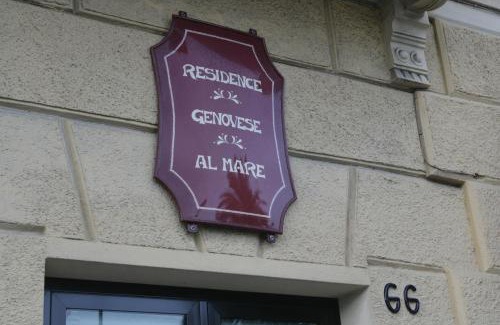 RESIDENCE
GENOVESE
AL MARE
66